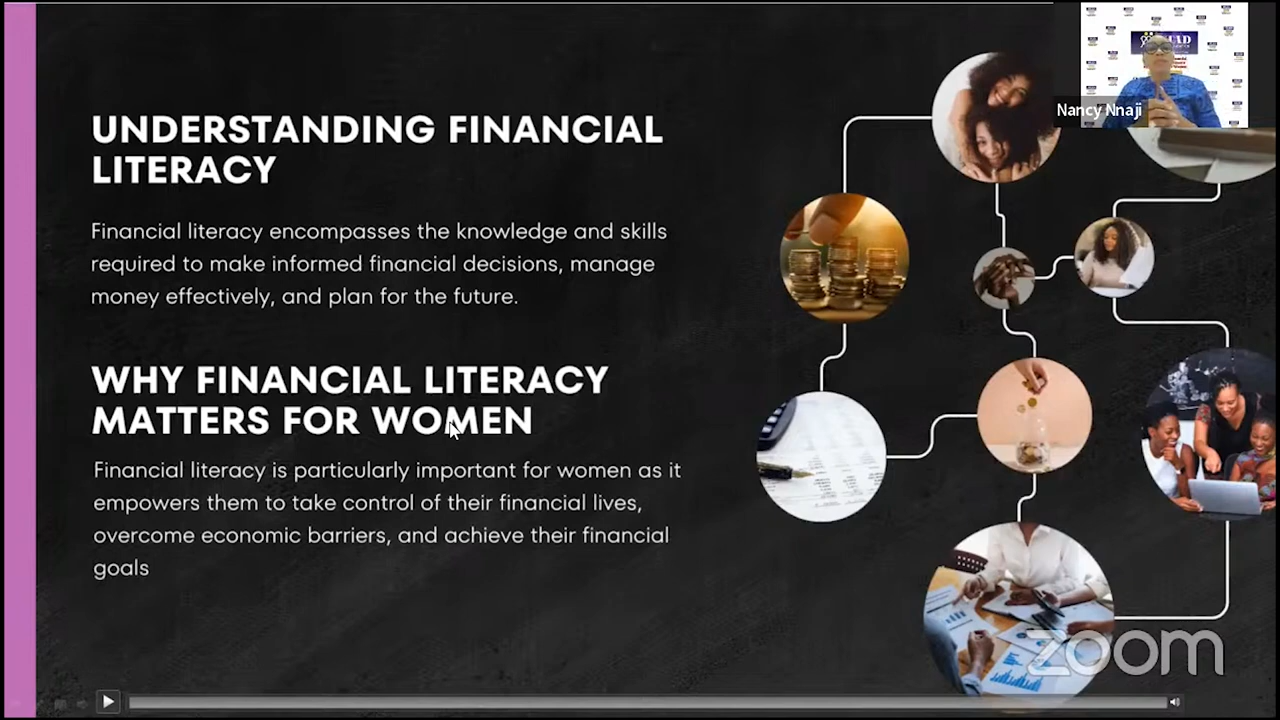 UNDERSTANDING FINANCIAL
LITERACY
Financial literacy encompasses the knowledge and skills
required to make informed financial decisions, manage
money effectively, and plan for the future.
WHY FINANCIAL LITERACY
MATTERS FOR WOMEN
Financial literacy is particularly important for women as it
empowers them to take control of their financial lives,
overcome economic barriers, and achieve their financial
goals
Nancy Nnaji
zoom